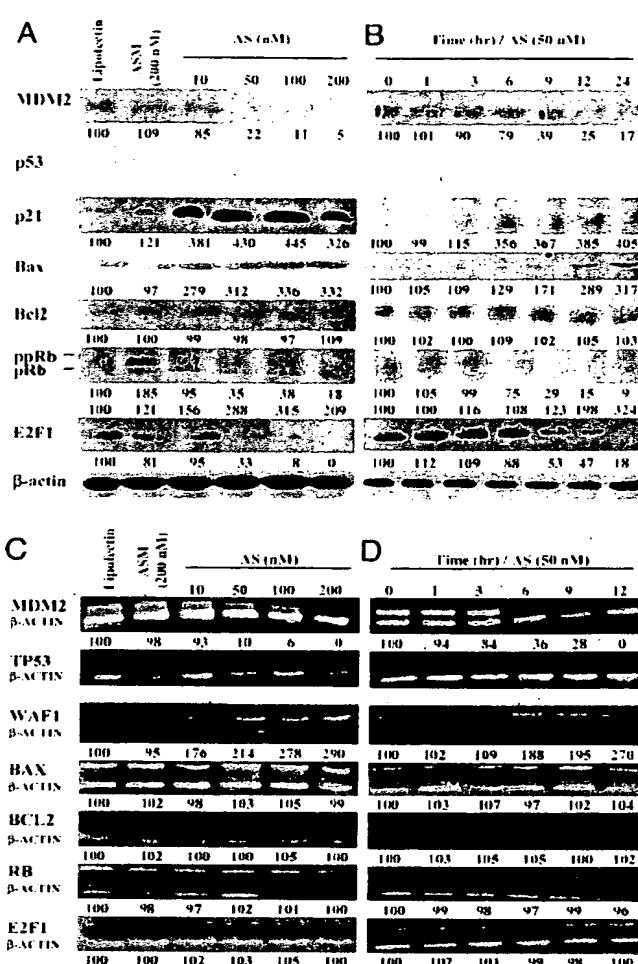 A
Lipofectin
ASM (200 nM)
AS (nM)
10 50 100 200
MDM2
100 109 85 22 11 5
p53
p21
100 121 381 430 445 326
Bax
100 97 279 312 336 332
Bcl2
100 100 99 98 97 109
ppRb
pRb
100 185 95 35 38 18
100 121 156 288 315 209
E2F1
100 81 95 33 8 0
β-actin
B
Time (hr) / AS (50 nM)
0 1 3 6 9 12 24
100 101 90 79 39 25 17
100 99 115 356 367 385 405
100 105 109 129 171 289 317
100 102 100 109 102 105 103
100 105 99 75 29 15 9
100 100 116 108 123 198 324
100 112 109 88 53 47 18
C
Lipofectin
ASM (200 nM)
AS (nM)
10 50 100 200
MDM2
β-ACTIN
100 98 93 10 6 0
TP53
β-ACTIN
WAF1
β-ACTIN
100 95 176 214 278 290
BAX
β-ACTIN
100 102 98 103 105 99
BCL2
β-ACTIN
100 102 100 100 105 100
RB
β-ACTIN
100 98 97 102 101 100
E2F1
β-ACTIN
100 100 102 103 105 100
D
Time (hr) / AS (50 nM)
0 1 3 6 9 12
100 94 84 36 28 0
100 102 109 188 195 270
100 103 107 97 102 104
100 103 105 105 100 102
100 99 98 97 99 96
100 107 101 99 98 100